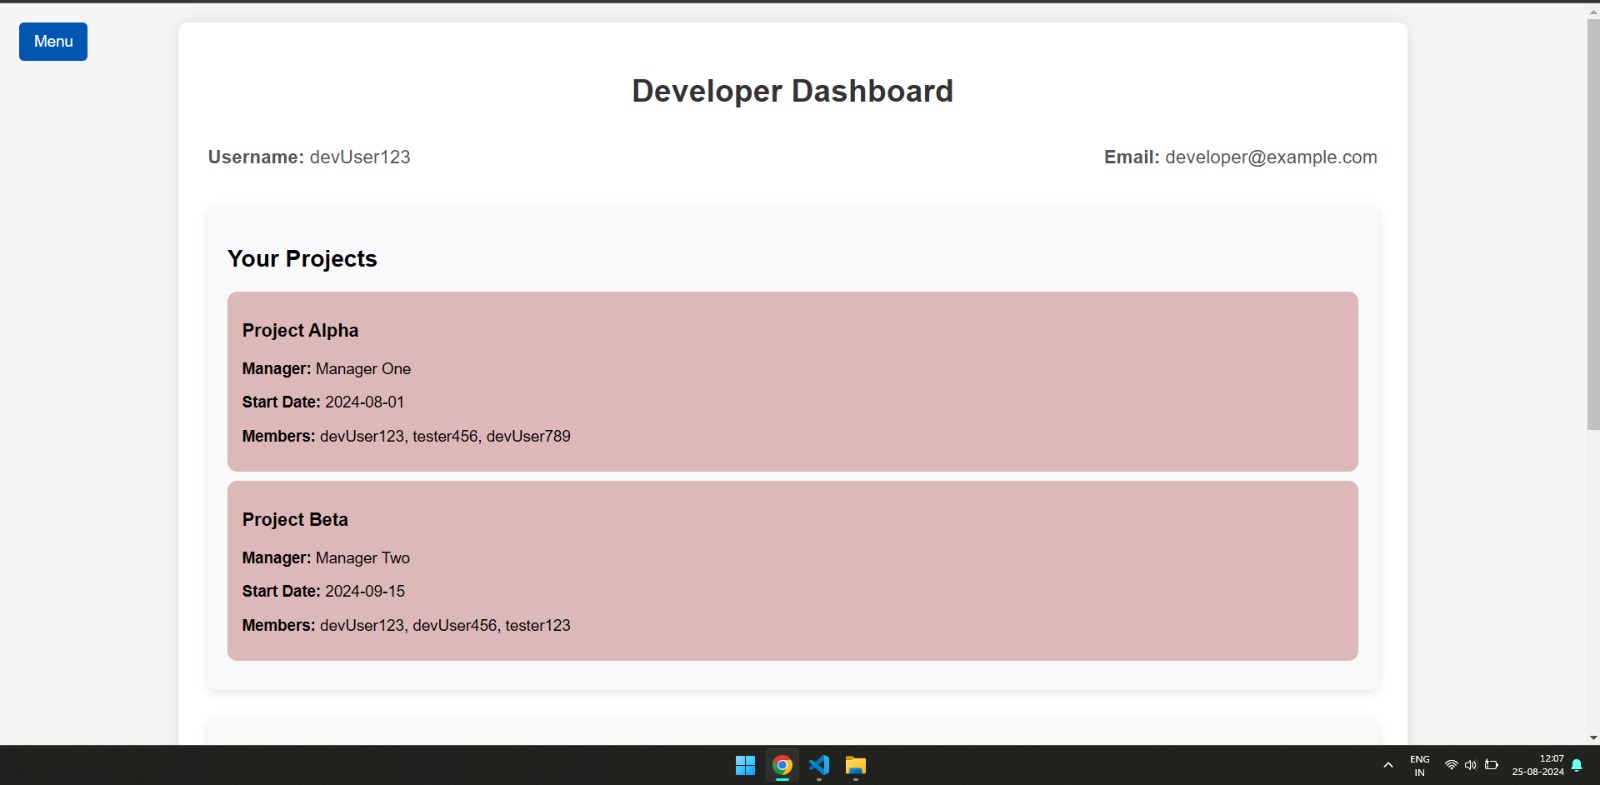 Menu
Developer Dashboard
Username: devUser123
Email: developer@example.com
Your Projects
Project Alpha
Manager: Manager One
Start Date: 2024-08-01
Members: devUser123, tester456, devUser789
Project Beta
Manager: Manager Two
Start Date: 2024-09-15
Members: devUser123, devUser456, tester123
ENG
IN
12:07
25-08-2024